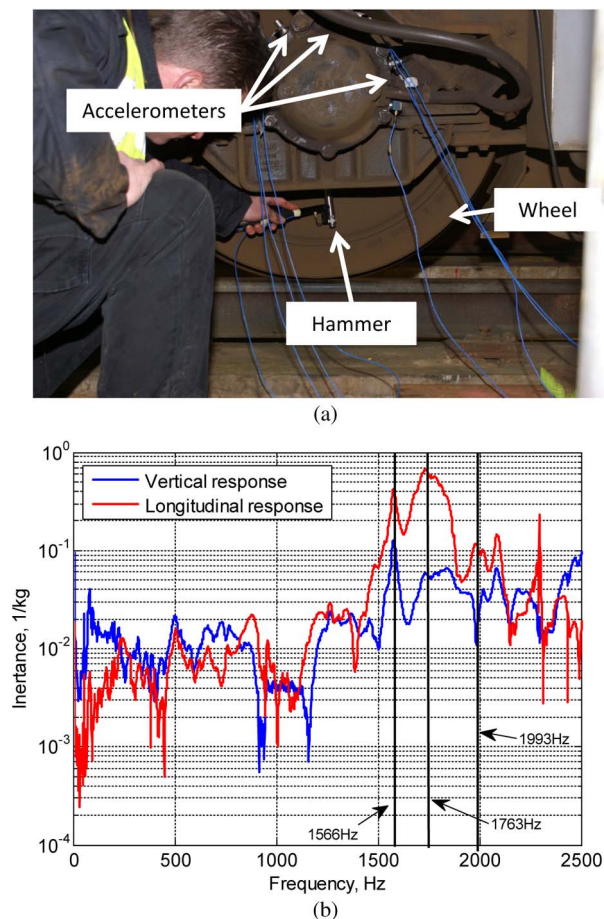 Accelerometers
Wheel
Hammer
(a)
10^0
Vertical response
Longitudinal response
10^-1
10^-2
10^-3
10^-4
Inertance, 1/kg
1993Hz
1566Hz
1763Hz
0 500 1000 1500 2000 2500
Frequency, Hz
(b)